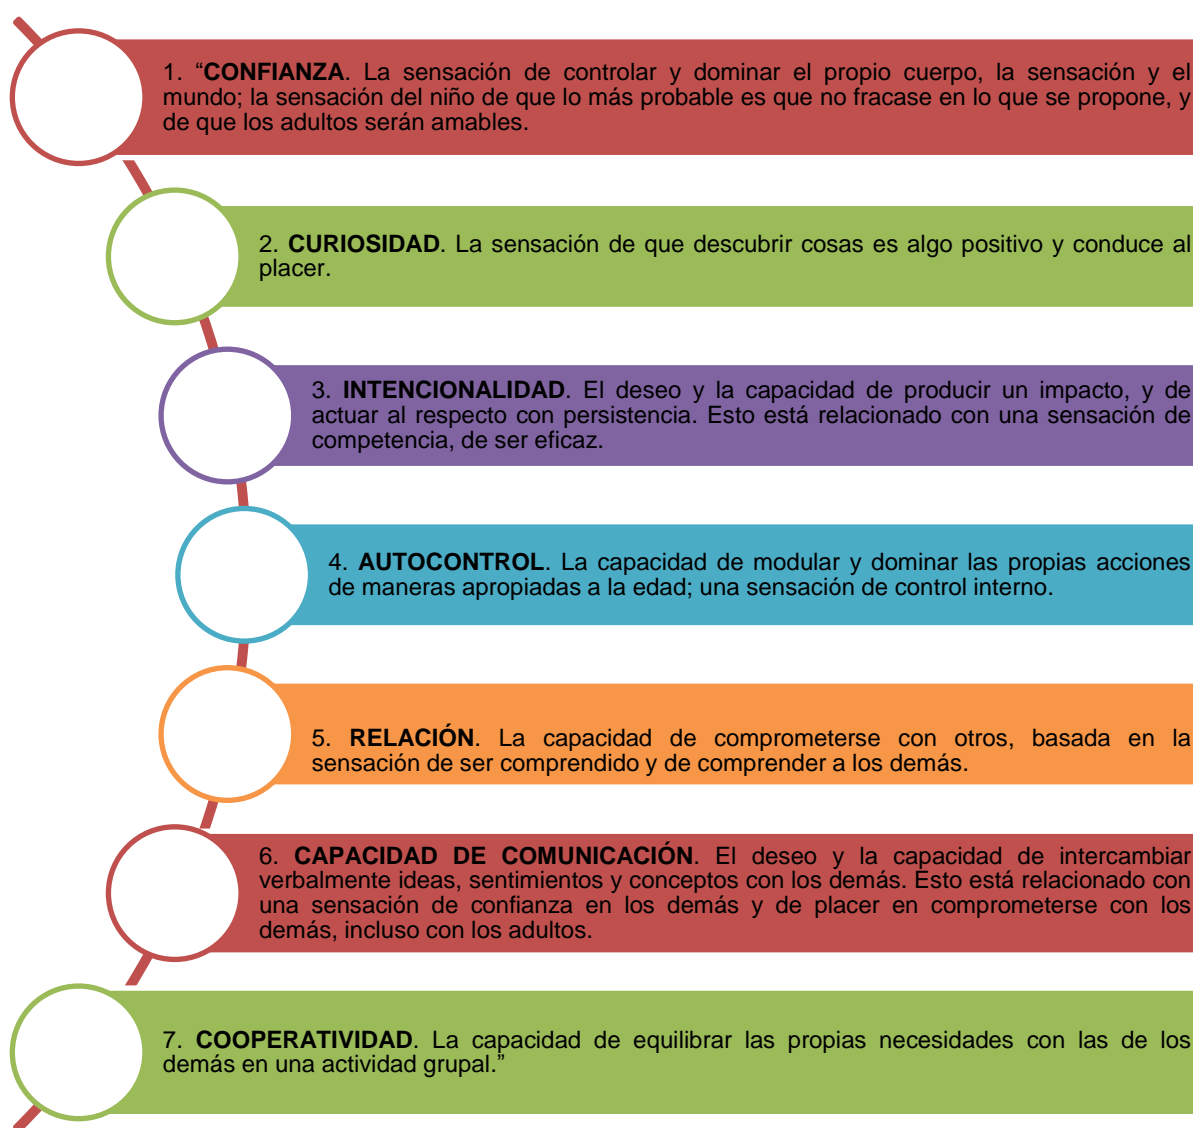 1. “CONFIANZA. La sensación de controlar y dominar el propio cuerpo, la sensación y el
mundo; la sensación del niño de que lo más probable es que no fracase en lo que se propone, y
de que los adultos serán amables.
2. CURIOSIDAD. La sensación de que descubrir cosas es algo positivo y conduce al
placer.
3. INTENCIONALIDAD. El deseo y la capacidad de producir un impacto, y de
actuar al respecto con persistencia. Esto está relacionado con una sensación de
competencia, de ser eficaz.
4. AUTOCONTROL. La capacidad de modular y dominar las propias acciones
de maneras apropiadas a la edad; una sensación de control interno.
5. RELACIÓN. La capacidad de comprometerse con otros, basada en la
sensación de ser comprendido y de comprender a los demás.
6. CAPACIDAD DE COMUNICACIÓN. El deseo y la capacidad de intercambiar
verbalmente ideas, sentimientos y conceptos con los demás. Esto está relacionado con
una sensación de confianza en los demás y de placer en comprometerse con los
demás, incluso con los adultos.
7. COOPERATIVIDAD. La capacidad de equilibrar las propias necesidades con las de los
demás en una actividad grupal.”